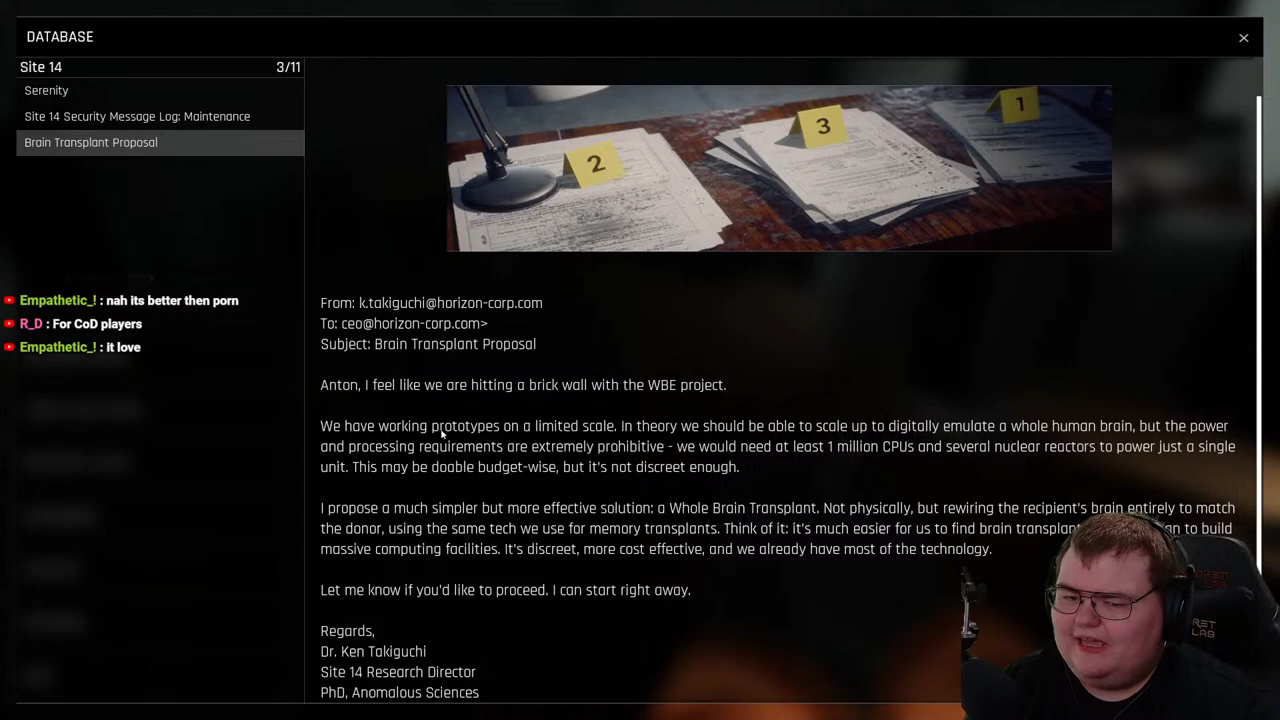 DATABASE
Site 14 3/11
Serenity
Site 14 Security Message Log: Maintenance
Brain Transplant Proposal
2
3
1
Empathetic_! : nah its better then porn
R_D : For CoD players
Empathetic_! : it love
From: k.takiguchi@horizon-corp.com
To: ceo@horizon-corp.com>
Subject: Brain Transplant Proposal
Anton, I feel like we are hitting a brick wall with the WBE project.
We have working prototypes on a limited scale. In theory we should be able to scale up to digitally emulate a whole human brain, but the power
and processing requirements are extremely prohibitive - we would need at least 1 million CPUs and several nuclear reactors to power just a single
unit. This may be doable budget-wise, but it's not discreet enough.
I propose a much simpler but more effective solution: a Whole Brain Transplant. Not physically, but rewiring the recipient's brain entirely to match
the donor, using the same tech we use for memory transplants. Think of it: it's much easier for us to find brain to build
massive computing facilities. It's discreet, more cost effective, and we already have most of the technology.
Let me know if you'd like to proceed. I can start right away.
Regards,
Dr. Ken Takiguchi
Site 14 Research Director
PhD, Anomalous Sciences